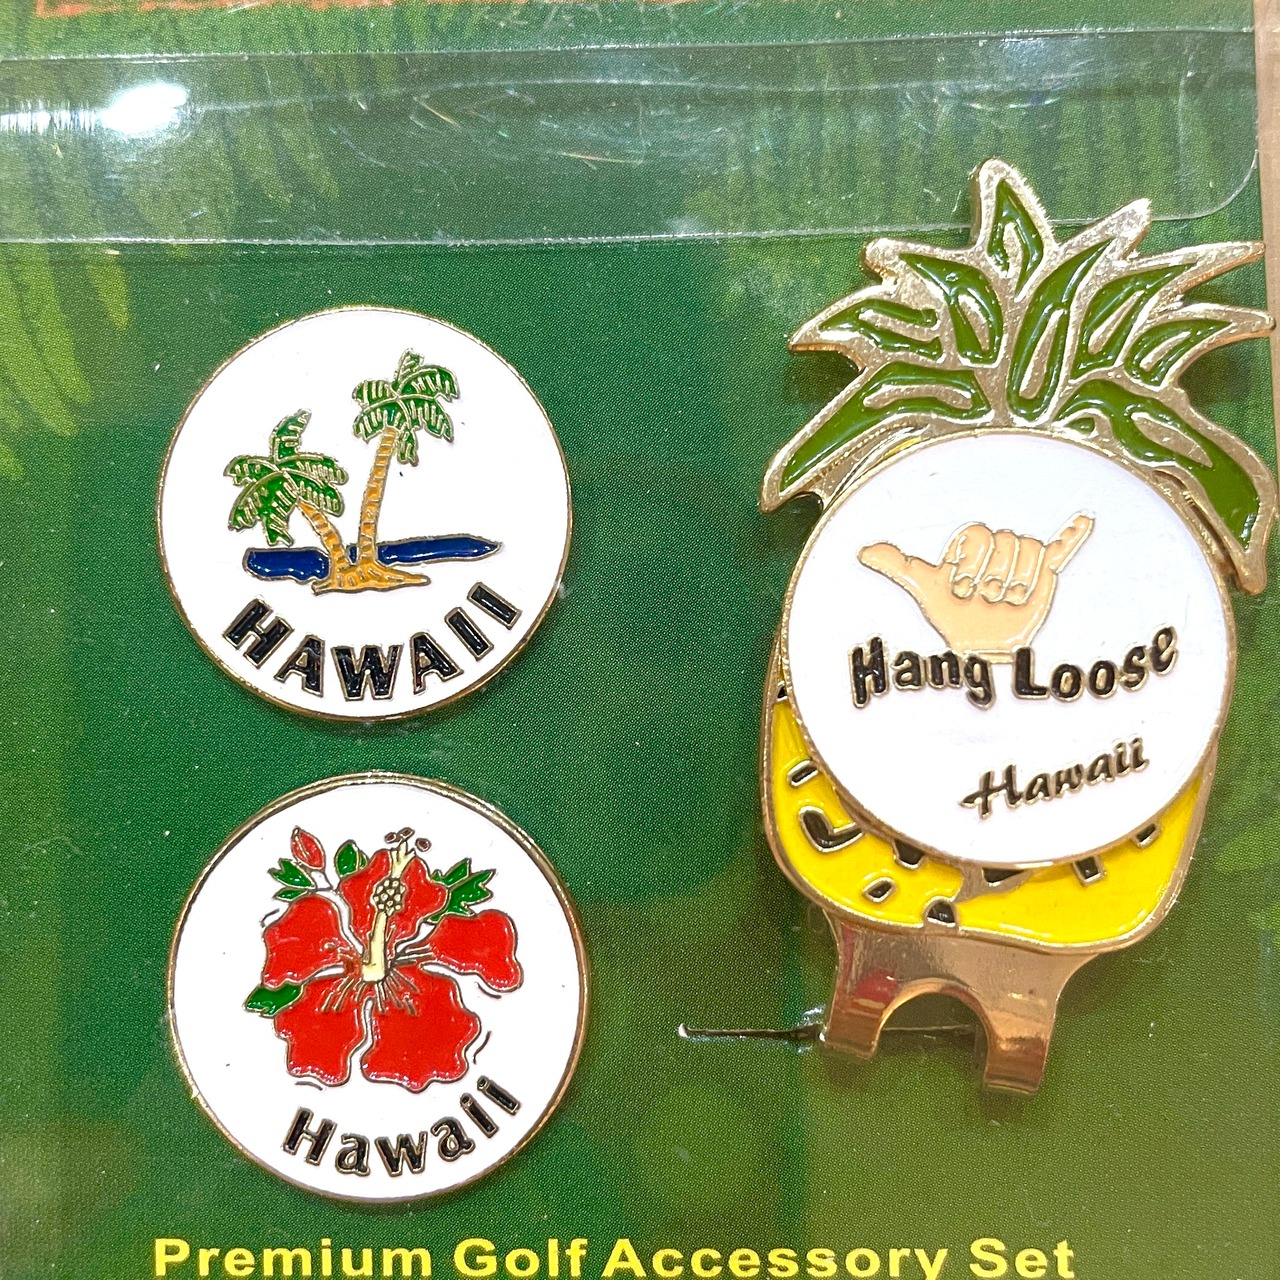 HAWAII
Hang Loose
Hawaii
Hawaii
Premium Golf Accessory Set